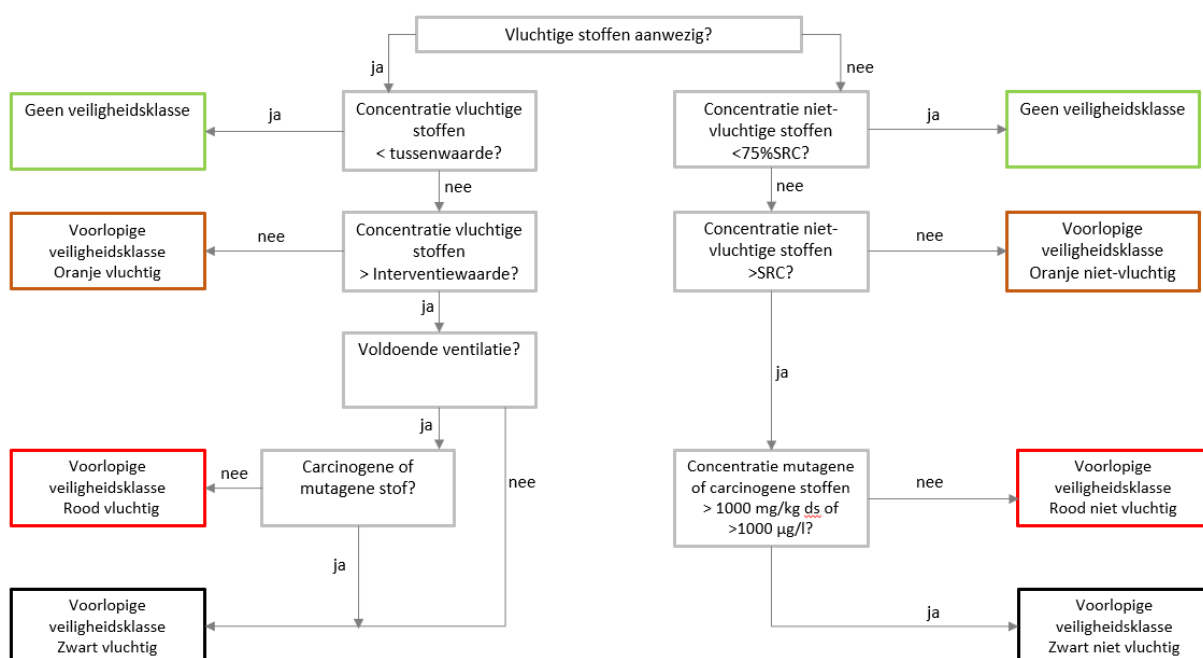 Vluchtige stoffen aanwezig?
ja
nee
Geen veiligheidsklasse
ja
Concentratie vluchtige
stoffen
< tussenwaarde?
Concentratie niet-
vluchtige stoffen
<75%SRC?
ja
Geen veiligheidsklasse
nee
nee
Voorlopige
veiligheidsklasse
Oranje vluchtig
nee
Concentratie vluchtige
stoffen
> Interventiewaarde?
Concentratie niet-
vluchtige stoffen
>SRC?
nee
Voorlopige
veiligheidsklasse
Oranje niet-vluchtig
ja
Voldoende ventilatie?
ja
ja
Voorlopige
veiligheidsklasse
Rood vluchtig
nee
Carcinogene of
mutagene stof?
nee
Concentratie mutagene
of carcinogene stoffen
> 1000 mg/kg ds of
>1000 µg/l?
nee
Voorlopige
veiligheidsklasse
Rood niet vluchtig
ja
Voorlopige
veiligheidsklasse
Zwart vluchtig
ja
Voorlopige
veiligheidsklasse
Zwart niet vluchtig